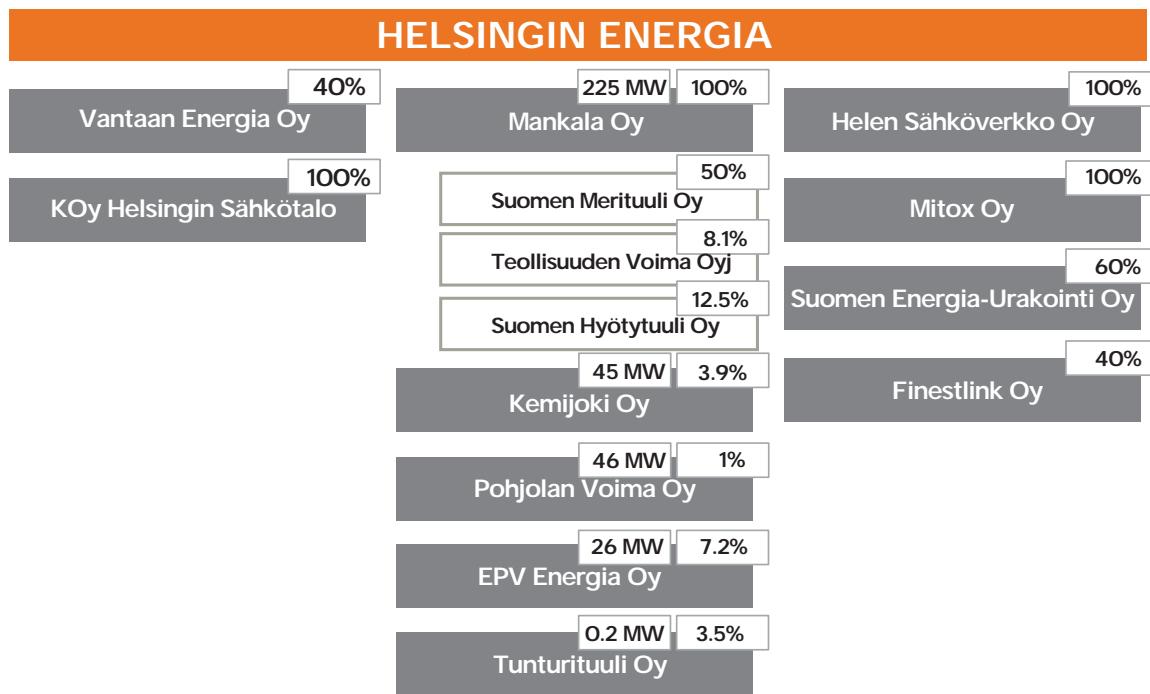 HELSINGIN ENERGIA
40%
Vantaan Energia Oy
100%
KOy Helsingin Sähkötalo
225 MW 100%
Mankala Oy
50%
Suomen Merituuli Oy
8.1%
Teollisuuden Voima Oyj
12.5%
Suomen Hyötytuuli Oy
45 MW 3.9%
Kemijoki Oy
46 MW 1%
Pohjolan Voima Oy
26 MW 7.2%
EPV Energia Oy
0.2 MW 3.5%
Tunturituuli Oy
100%
Helen Sähköverkko Oy
100%
Mitox Oy
60%
Suomen Energia-Urakointi Oy
40%
Finestlink Oy